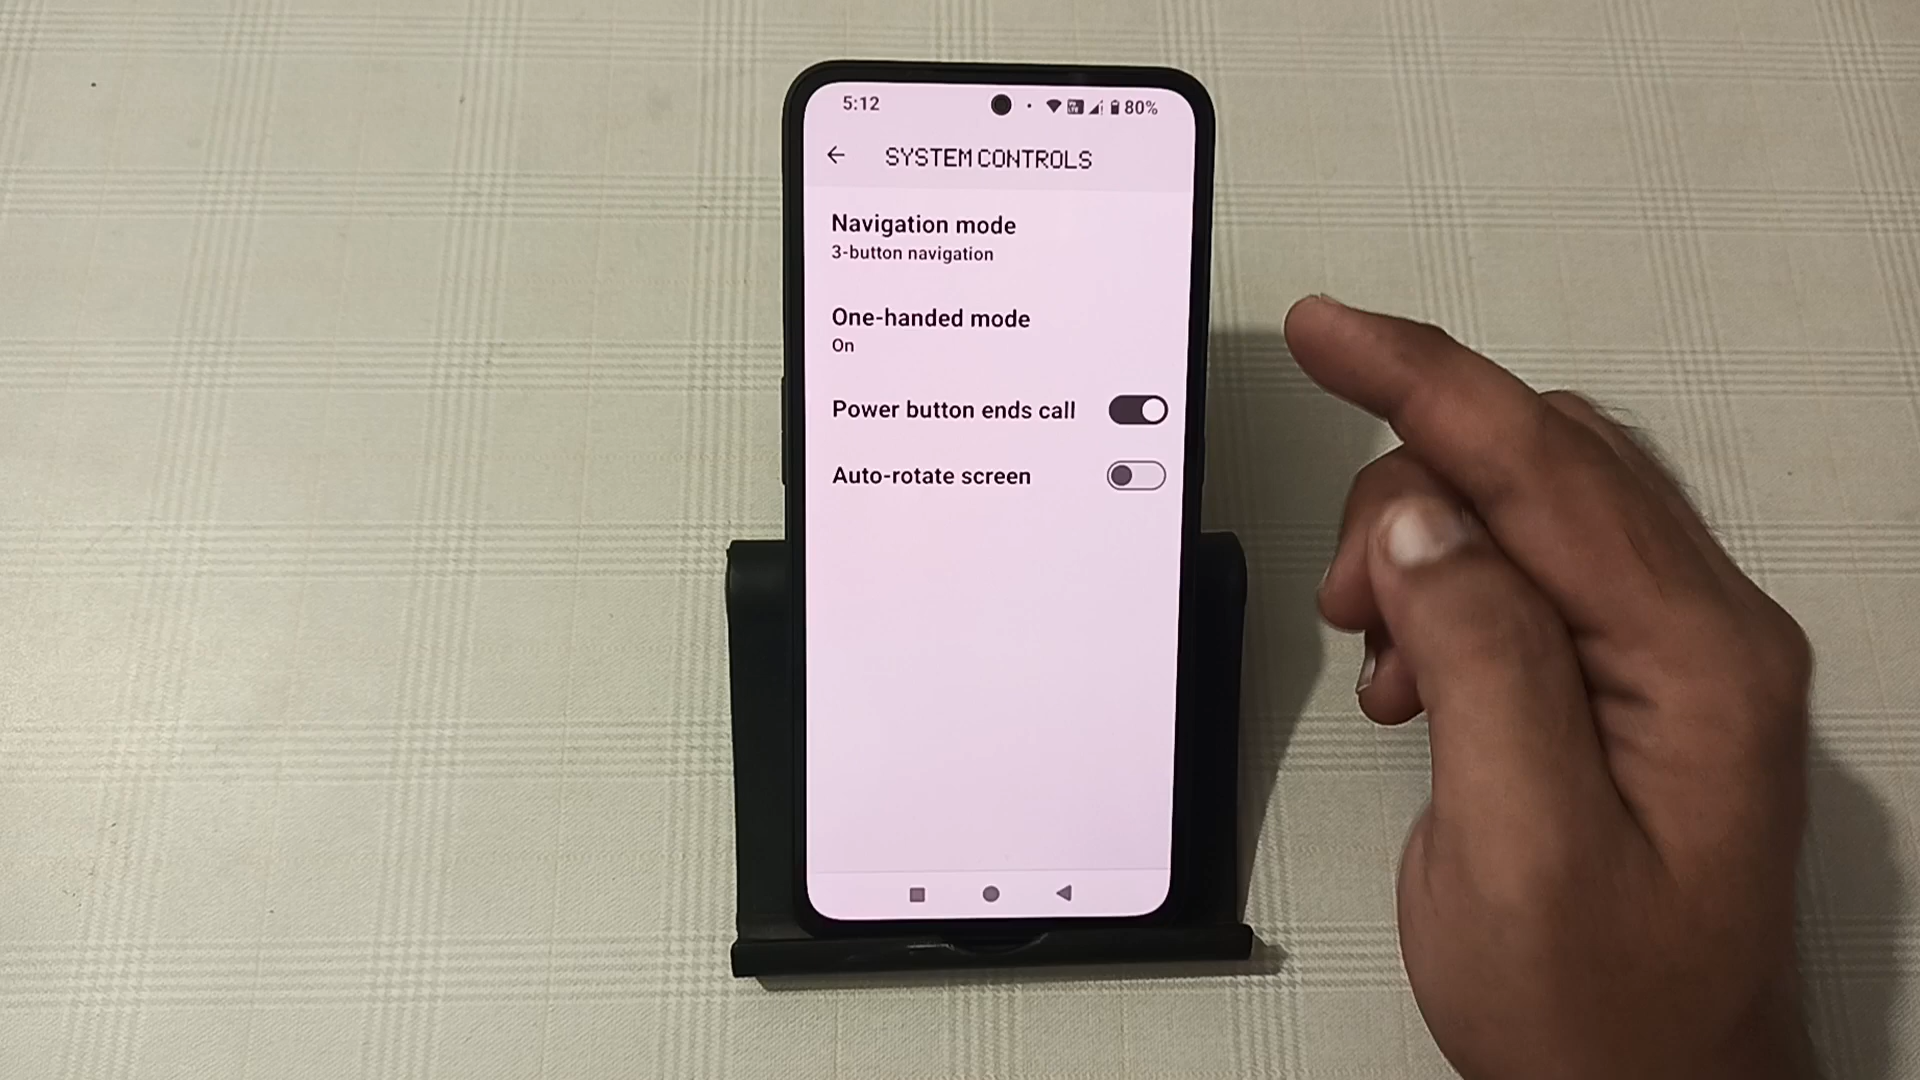 5:12 80%
SYSTEM CONTROLS
Navigation mode
3-button navigation
One-handed mode
On
Power button ends call
Auto-rotate screen